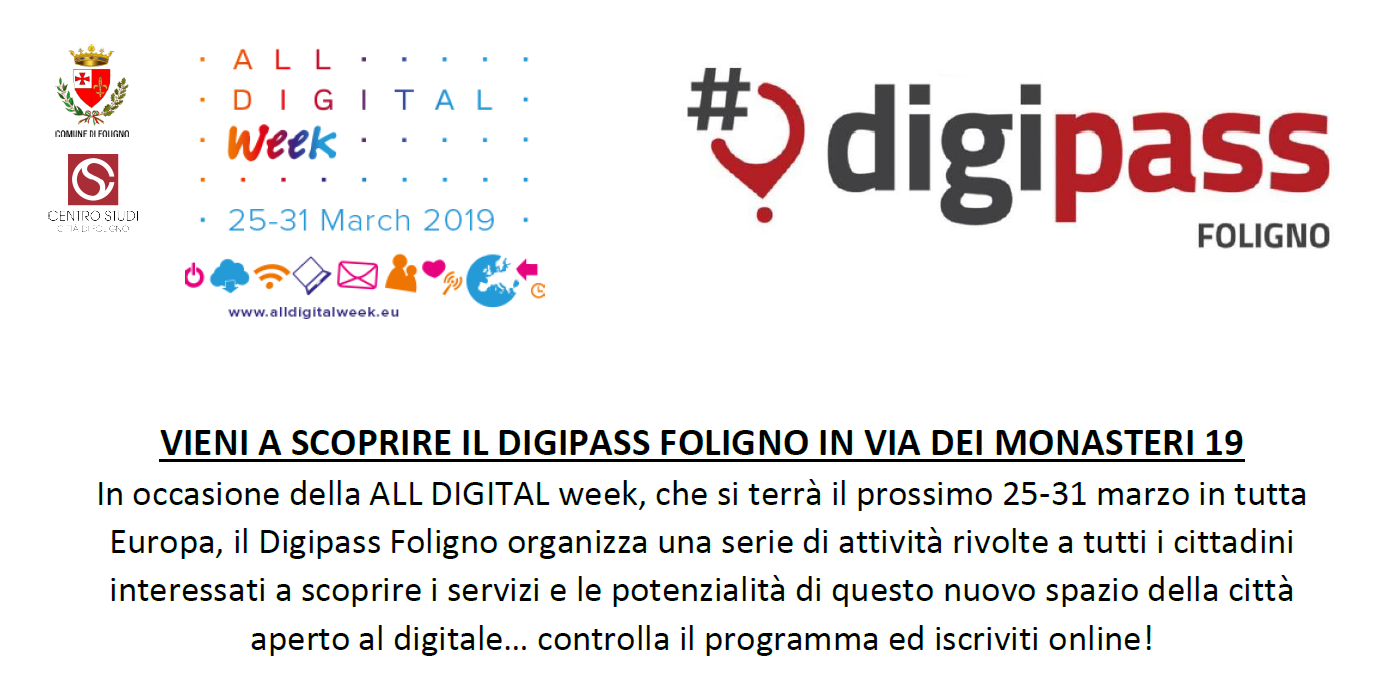 COMUNE DI FOLIGNO
CENTRO STUDI
CITTÀ DI FOLIGNO
ALL
DIGITAL
Week
25-31 March 2019
www.alldigitalweek.eu
# digipass
FOLIGNO
VIENI A SCOPRIRE IL DIGIPASS FOLIGNO IN VIA DEI MONASTERI 19
In occasione della ALL DIGITAL week, che si terrà il prossimo 25-31 marzo in tutta
Europa, il Digipass Foligno organizza una serie di attività rivolte a tutti i cittadini
interessati a scoprire i servizi e le potenzialità di questo nuovo spazio della città
aperto al digitale... controlla il programma ed iscriviti online!